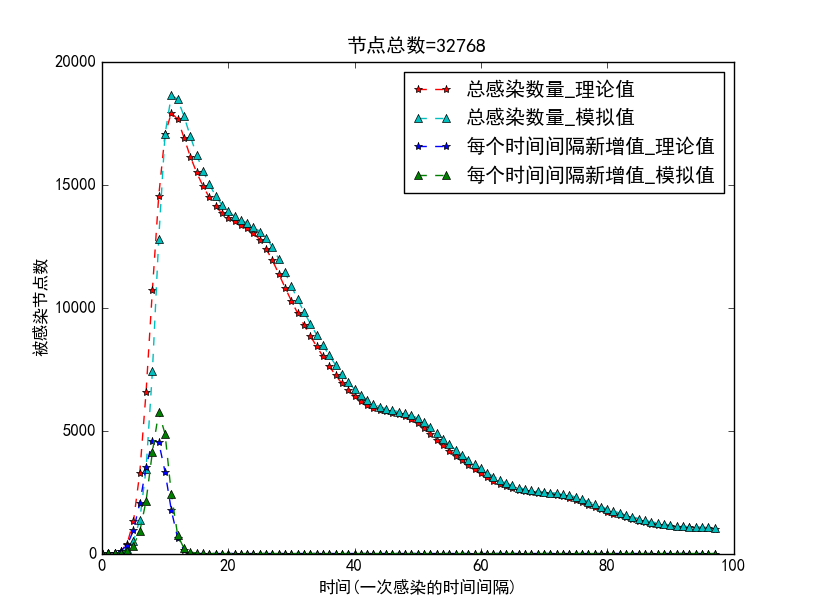 节点总数=32768
20000
15000
10000
5000
0
被感染节点数
总感染数量_理论值
总感染数量_模拟值
每个时间间隔新增值_理论值
每个时间间隔新增值_模拟值
0 20 40 60 80 100
时间(一次感染的时间间隔)